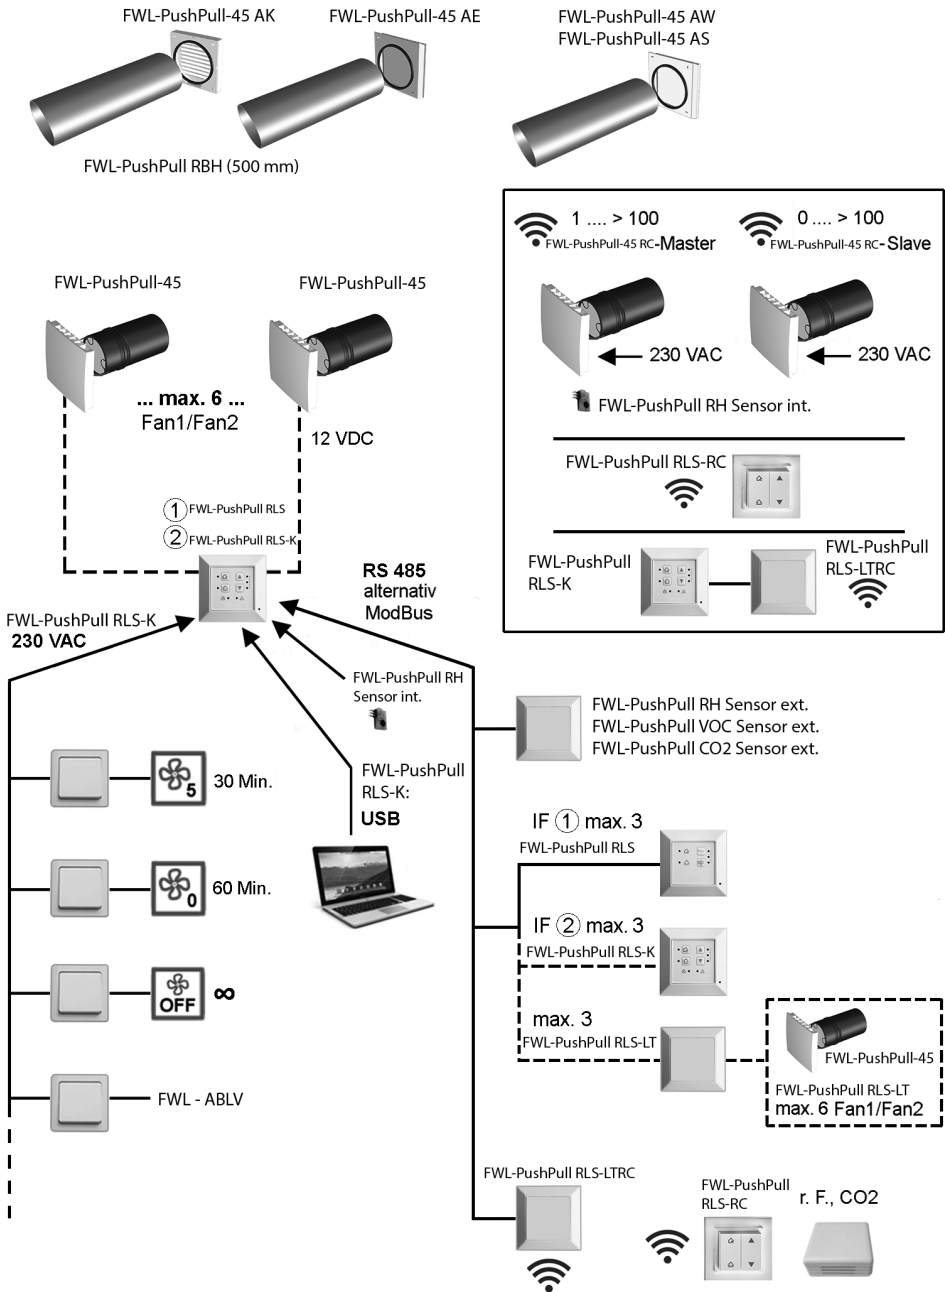 FWL-PushPull-45 AK
FWL-PushPull-45 AE
FWL-PushPull-45 AW
FWL-PushPull-45 AS
FWL-PushPull RBH (500 mm)
1 .... > 100
FWL-PushPull-45 RC-Master
0 .... > 100
FWL-PushPull-45 RC-Slave
230 VAC
230 VAC
FWL-PushPull RH Sensor int.
FWL-PushPull RLS-RC
FWL-PushPull
RLS-K
FWL-PushPull
RLS-LTRC
FWL-PushPull-45
FWL-PushPull-45
... max. 6 ...
Fan1/Fan2
12 VDC
1 FWL-PushPull RLS
2 FWL-PushPull RLS-K
RS 485
alternativ
ModBus
FWL-PushPull RLS-K
230 VAC
FWL-PushPull RH
Sensor int.
FWL-PushPull
RLS-K:
USB
5
30 Min.
0
60 Min.
OFF
∞
FWL - ABLV
FWL-PushPull RH Sensor ext.
FWL-PushPull VOC Sensor ext.
FWL-PushPull CO2 Sensor ext.
IF 1 max. 3
FWL-PushPull RLS
IF 2 max. 3
FWL-PushPull RLS-K
max. 3
FWL-PushPull RLS-LT
FWL-PushPull-45
FWL-PushPull RLS-LT
max. 6 Fan1/Fan2
FWL-PushPull RLS-LTRC
FWL-PushPull
RLS-RC
r. F., CO2